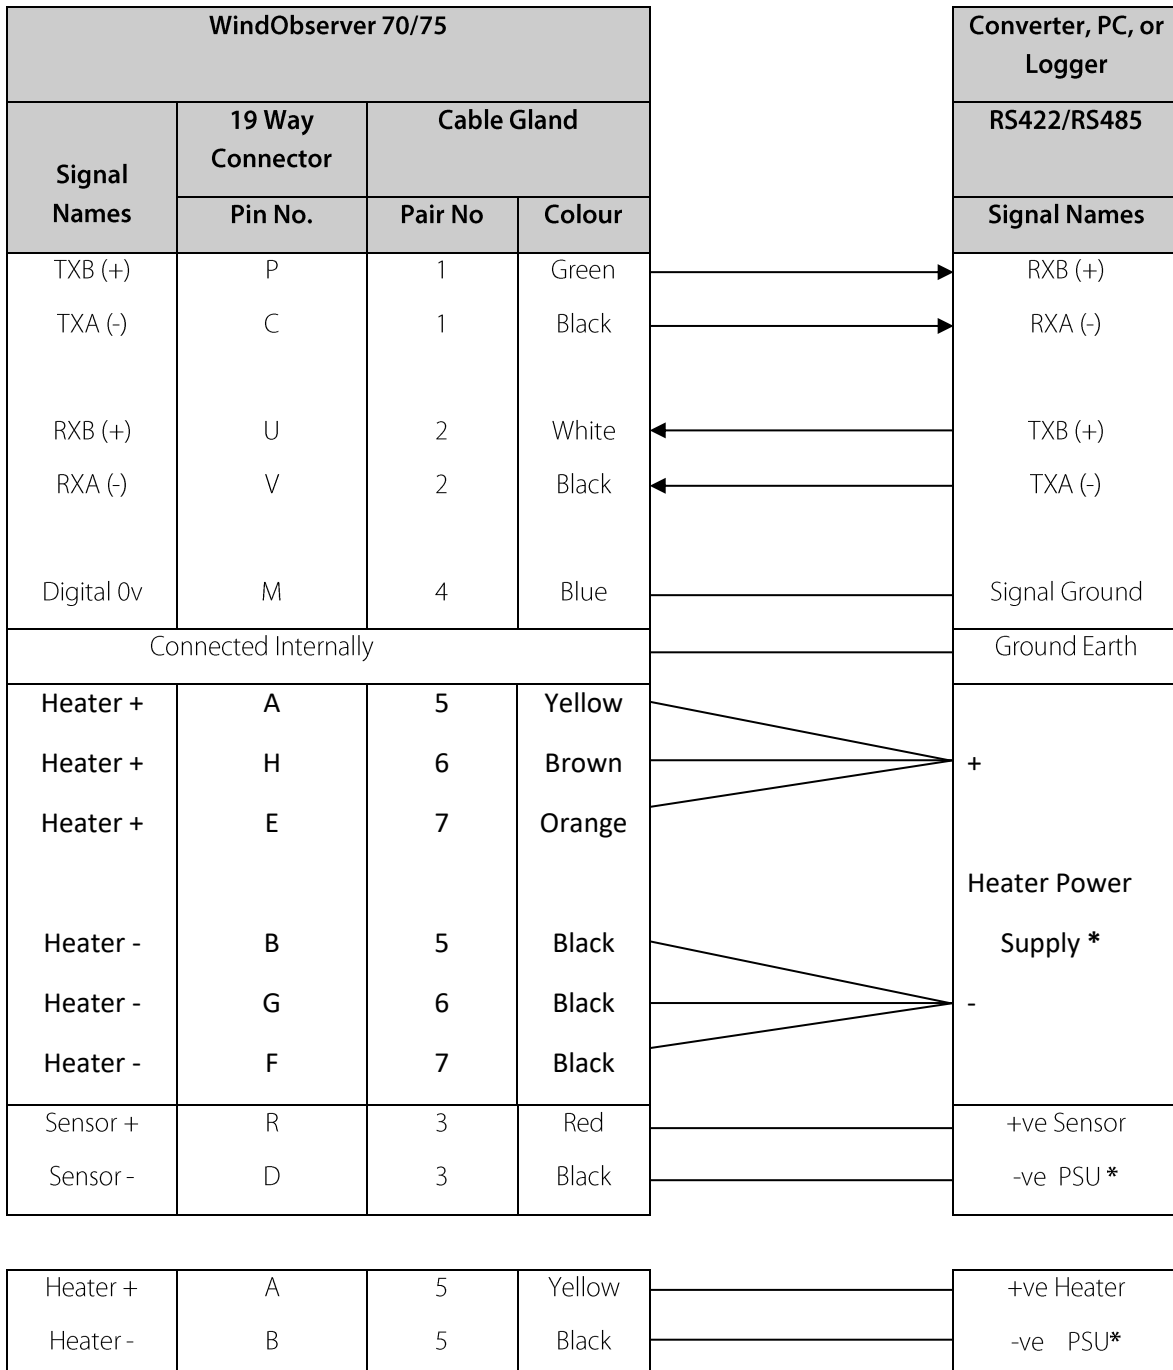 WindObserver 70/75 Converter, PC, or
Logger
19 Way Cable Gland RS422/RS485
Connector
Signal
Names Pin No. Pair No Colour Signal Names
TXB (+) P 1 Green RXB (+)
TXA (-) C 1 Black RXA (-)
RXB (+) U 2 White TXB (+)
RXA (-) V 2 Black TXA (-)
Digital 0v M 4 Blue Signal Ground
Connected Internally Ground Earth
Heater + A 5 Yellow
Heater + H 6 Brown +
Heater + E 7 Orange
Heater Power
Heater - B 5 Black Supply *
Heater - G 6 Black -
Heater - F 7 Black
Sensor + R 3 Red +ve Sensor
Sensor - D 3 Black -ve PSU *
Heater + A 5 Yellow +ve Heater
Heater - B 5 Black -ve PSU*